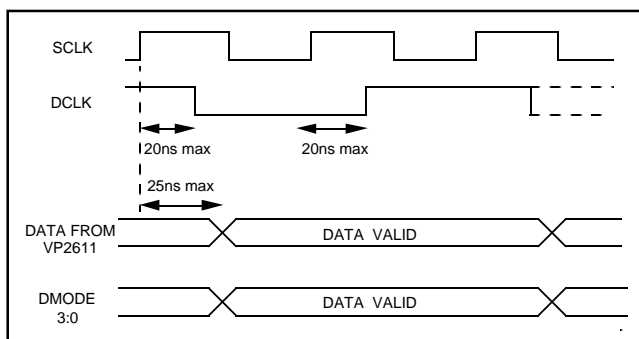 SCLK
DCLK
20ns max
20ns max
25ns max
DATA FROM
VP2611
DATA VALID
DMODE
3:0
DATA VALID